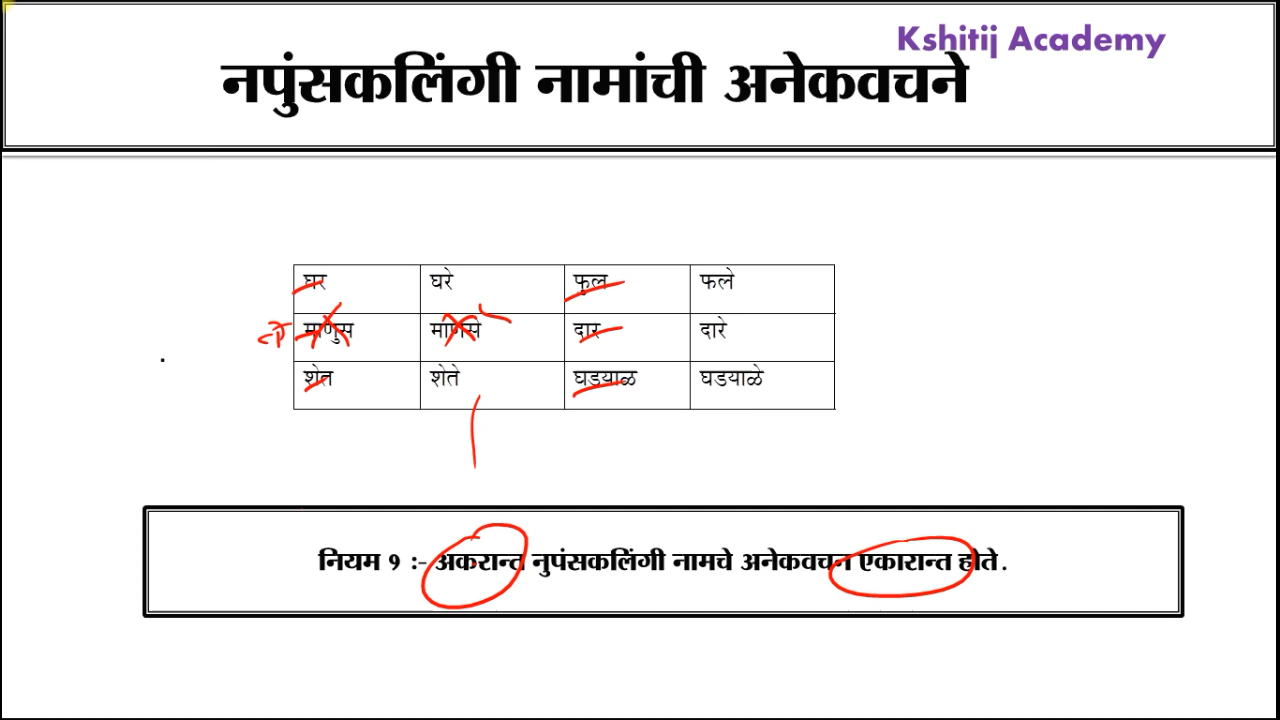 Kshitij Academy
नपुंसकलिंगी नामांची अनेकवचने
घर घरे फुल फले
माणुस माणसे दार दारे
शेत शेते घडयाळ घडयाळे
नियम १ :- अकरान्त नुपंसकलिंगी नामचे अनेकवचन एकारान्त होते.